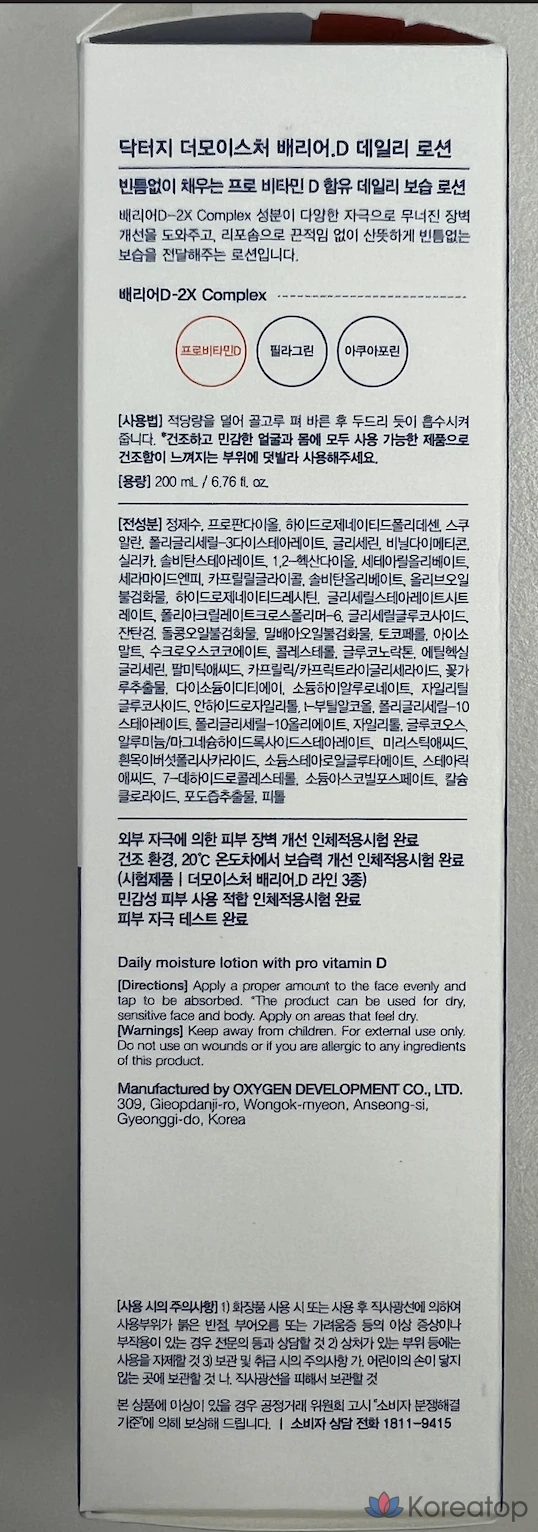 닥터지 더모이스처 배리어.D 데일리 로션
빈틈없이 채우는 프로 비타민 D 함유 데일리 보습 로션
배리어D-2X Complex 성분이 다양한 자극으로 무너진 장벽
개선을 도와주고, 리포솜으로 끈적임 없이 산뜻하게 빈틈없는
보습을 전달해주는 로션입니다.
배리어D-2X Complex
프로비타민D 필라그린 아쿠아포린
[사용법] 적당량을 덜어 골고루 펴 바른 후 두드리 듯이 흡수시켜
줍니다. *건조하고 민감한 얼굴과 몸에 모두 사용 가능한 제품으로
건조함이 느껴지는 부위에 덧발라 사용해주세요.
[용량] 200 mL / 6.76 fl. oz.
[전성분] 정제수, 프로판다이올, 하이드로제네이티드폴리데센, 스쿠
알란, 폴리글리세릴-3다이스테아레이트, 글리세린, 비닐다이메티콘,
실리카, 솔비탄스테아레이트, 1,2-헥산다이올, 세테아릴올리베이트,
세라마이드엔피, 카프릴릴글라이콜, 솔비탄올리베이트, 올리브오일
불검화물, 하이드로제네이티드레시틴, 글리세릴스테아레이트시트
레이트, 폴리아크릴레이트크로스폴리머-6, 글리세릴글루코사이드,
잔탄검, 돌콩오일불검화물, 밀배아오일불검화물, 토코페롤, 아이소
말트, 수크로오스코코에이트, 콜레스테롤, 글루코노락톤, 에틸헥실
글리세린, 팔미틱애씨드, 카프릴릭/카프릭트라이글리세라이드, 꽃가
루추출물, 다이소듐이디티에이, 소듐하이알루로네이트, 자일리틸
글루코사이드, 안하이드로자일리톨, t-부틸알코올, 폴리글리세릴-10
스테아레이트, 폴리글리세릴-10올리에이트, 자일리톨, 글루코오스,
알루미늄/마그네슘하이드록사이드스테아레이트, 미리스틱애씨드,
흰목이버섯폴리사카라이드, 소듐스테아로일글루타메이트, 스테아릭
애씨드, 7-데하이드로콜레스테롤, 소듐아스코빌포스페이트, 칼슘
클로라이드, 포도즙추출물, 피톨
외부 자극에 의한 피부 장벽 개선 인체적용시험 완료
건조 환경, 20℃ 온도차에서 보습력 개선 인체적용시험 완료
(시험제품 | 더모이스처 배리어.D 라인 3종)
민감성 피부 사용 적합 인체적용시험 완료
피부 자극 테스트 완료
Daily moisture lotion with pro vitamin D
[Directions] Apply a proper amount to the face evenly and
tap to be absorbed. *The product can be used for dry,
sensitive face and body. Apply on areas that feel dry.
[Warnings] Keep away from children. For external use only.
Do not use on wounds or if you are allergic to any ingredients
of this product.
Manufactured by OXYGEN DEVELOPMENT CO., LTD.
309, Gieopdanji-ro, Wongok-myeon, Anseong-si,
Gyeonggi-do, Korea
[사용 시의 주의사항] 1) 화장품 사용 시 또는 사용 후 직사광선에 의하여
사용부위가 붉은 반점, 부어오름 또는 가려움증 등의 이상 증상이나
부작용이 있는 경우 전문의 등과 상담할 것 2) 상처가 있는 부위 등에는
사용을 자제할 것 3) 보관 및 취급 시의 주의사항 가. 어린이의 손이 닿지
않는 곳에 보관할 것 나. 직사광선을 피해서 보관할 것
본 상품에 이상이 있을 경우 공정거래 위원회 고시 "소비자 분쟁해결
기준"에 의해 보상해 드립니다. | 소비자 상담 전화 1811-9415
Koreatop